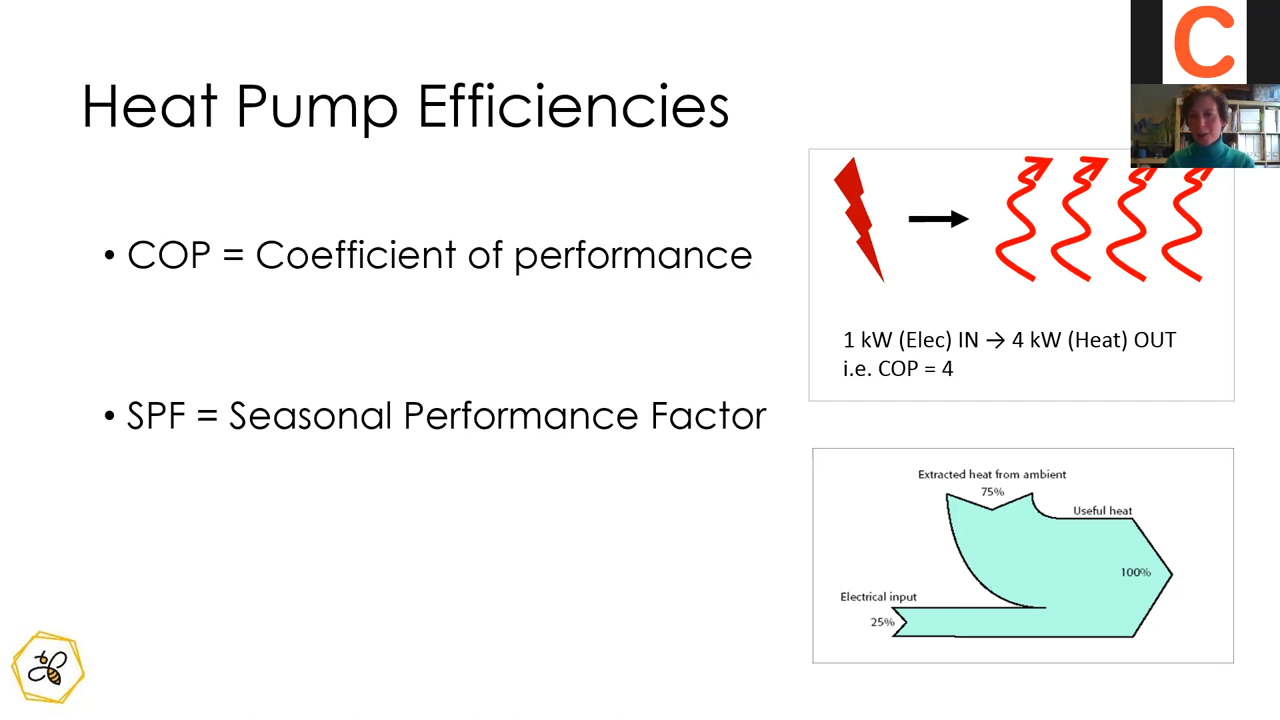 C
Heat Pump Efficiencies
• COP = Coefficient of performance
• SPF = Seasonal Performance Factor
1 kW (Elec) IN → 4 kW (Heat) OUT
i.e. COP = 4
Extracted heat from ambient
75%
Useful heat
100%
Electrical input
25%